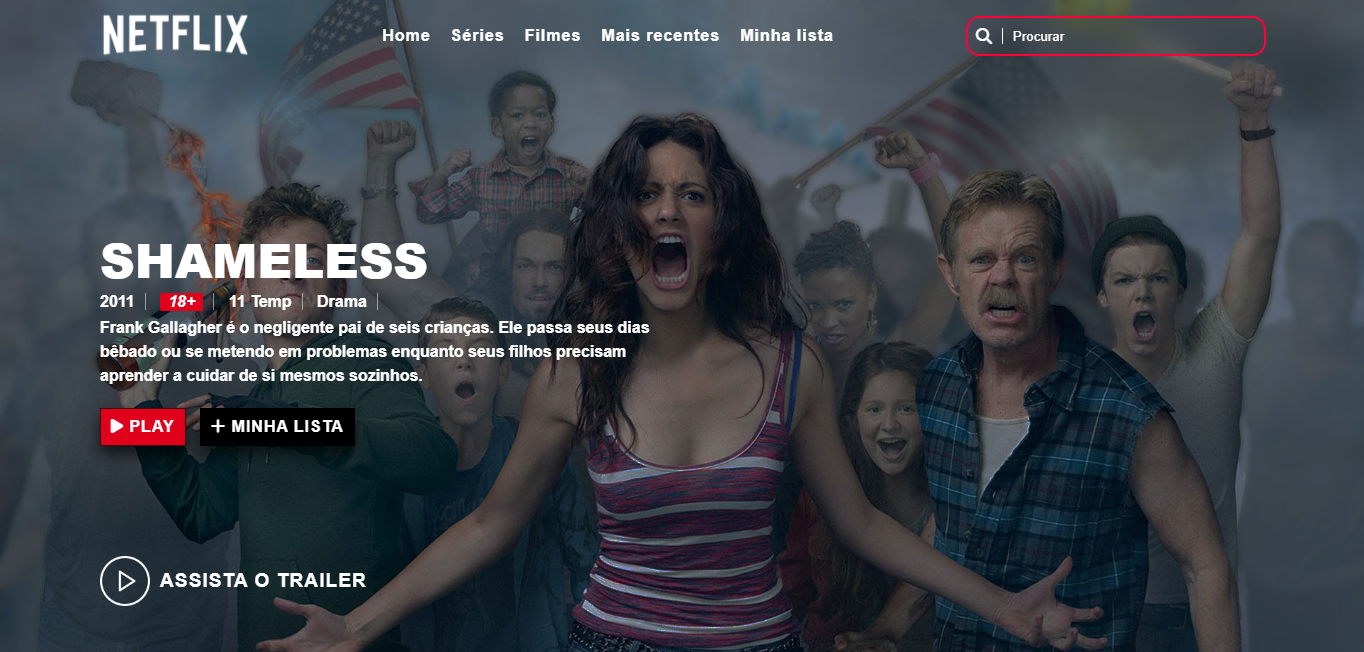 NETFLIX
Home Séries Filmes Mais recentes Minha lista
Procurar
SHAMELESS
2011 18+ 11 Temp Drama
Frank Gallagher é o negligente pai de seis crianças. Ele passa seus dias
bêbado ou se metendo em problemas enquanto seus filhos precisam
aprender a cuidar de si mesmos sozinhos.
PLAY
MINHA LISTA
ASSISTA O TRAILER